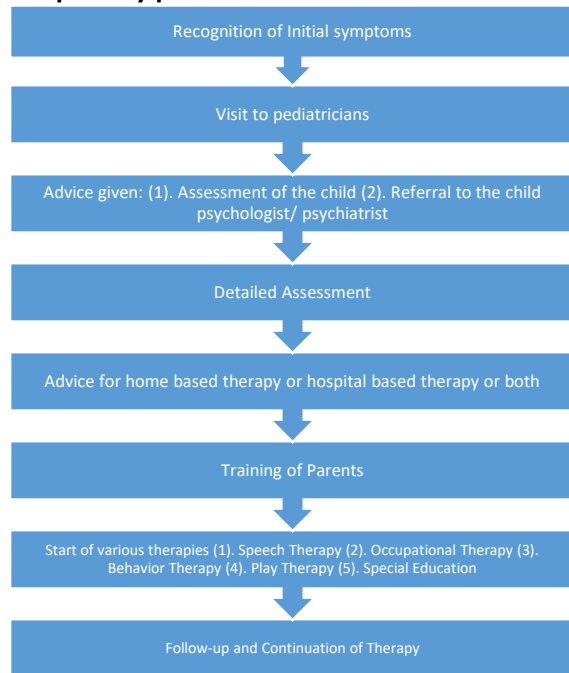 Recognition of Initial symptoms
Visit to pediatricians
Advice given: (1). Assessment of the child (2). Referral to the child
psychologist/ psychiatrist
Detailed Assessment
Advice for home based therapy or hospital based therapy or both
Training of Parents
Start of various therapies (1). Speech Therapy (2). Occupational Therapy (3).
Behavior Therapy (4). Play Therapy (5). Special Education
Follow-up and Continuation of Therapy